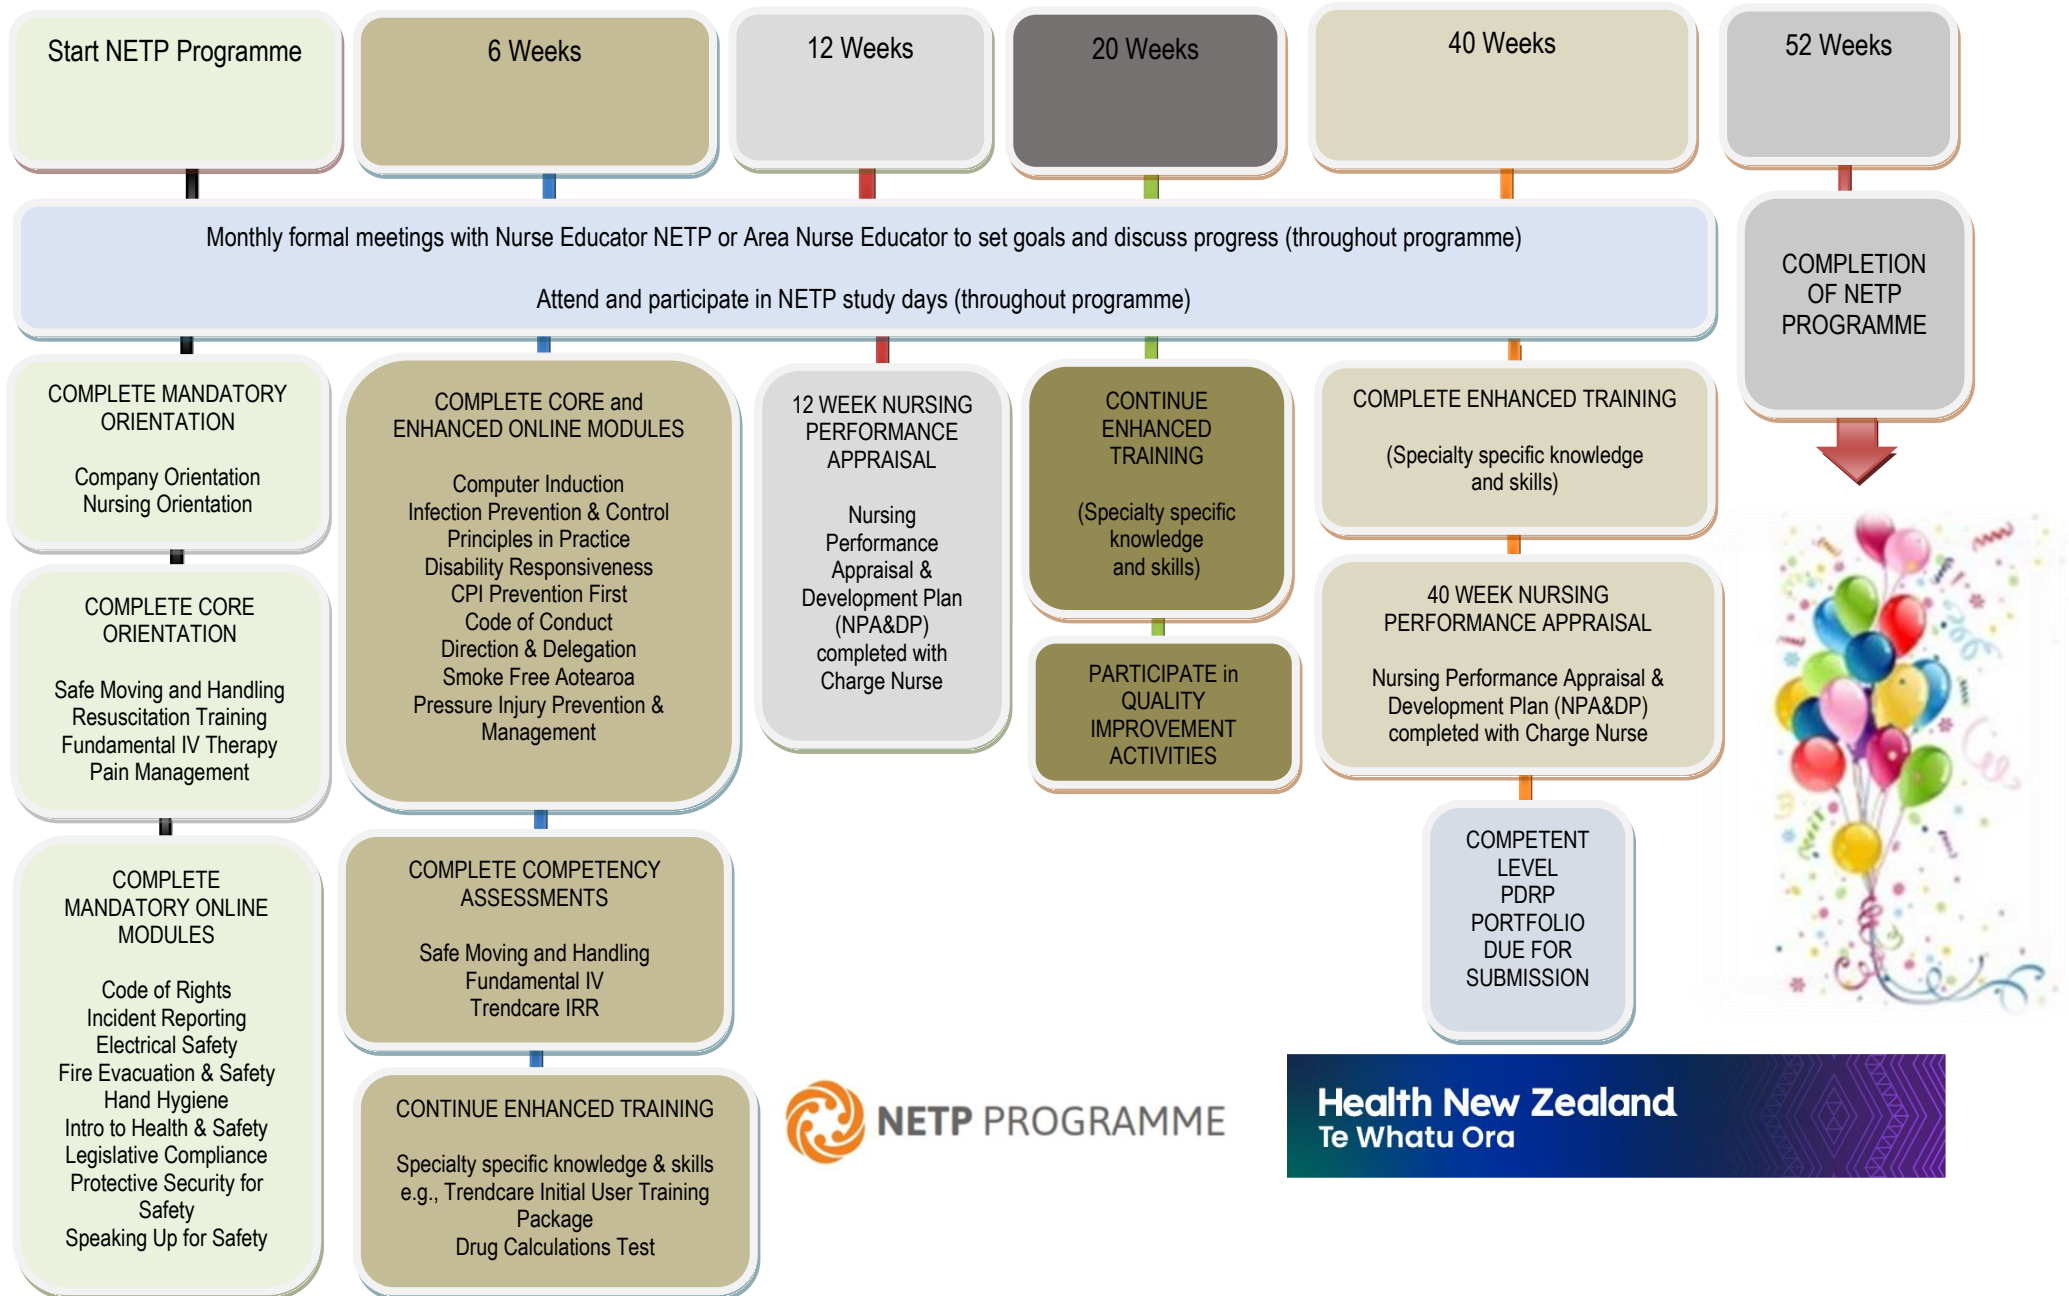 Start NETP Programme
6 Weeks
12 Weeks
20 Weeks
40 Weeks
52 Weeks
Monthly formal meetings with Nurse Educator NETP or Area Nurse Educator to set goals and discuss progress (throughout programme)
Attend and participate in NETP study days (throughout programme)
COMPLETION
OF NETP
PROGRAMME
COMPLETE MANDATORY
ORIENTATION
Company Orientation
Nursing Orientation
COMPLETE CORE
ORIENTATION
Safe Moving and Handling
Resuscitation Training
Fundamental IV Therapy
Pain Management
COMPLETE
MANDATORY ONLINE
MODULES
Code of Rights
Incident Reporting
Electrical Safety
Fire Evacuation & Safety
Hand Hygiene
Intro to Health & Safety
Legislative Compliance
Protective Security for
Safety
Speaking Up for Safety
COMPLETE CORE and
ENHANCED ONLINE MODULES
Computer Induction
Infection Prevention & Control
Principles in Practice
Disability Responsiveness
CPI Prevention First
Code of Conduct
Direction & Delegation
Smoke Free Aotearoa
Pressure Injury Prevention &
Management
COMPLETE COMPETENCY
ASSESSMENTS
Safe Moving and Handling
Fundamental IV
Trendcare IRR
CONTINUE ENHANCED TRAINING
Specialty specific knowledge & skills
e.g., Trendcare Initial User Training
Package
Drug Calculations Test
12 WEEK NURSING
PERFORMANCE
APPRAISAL
Nursing
Performance
Appraisal &
Development Plan
(NPA&DP)
completed with
Charge Nurse
CONTINUE
ENHANCED
TRAINING
(Specialty specific
knowledge
and skills)
PARTICIPATE in
QUALITY
IMPROVEMENT
ACTIVITIES
COMPLETE ENHANCED TRAINING
(Specialty specific knowledge
and skills)
40 WEEK NURSING
PERFORMANCE APPRAISAL
Nursing Performance Appraisal &
Development Plan (NPA&DP)
completed with Charge Nurse
COMPETENT
LEVEL
PDRP
PORTFOLIO
DUE FOR
SUBMISSION
NETP PROGRAMME
Health New Zealand
Te Whatu Ora